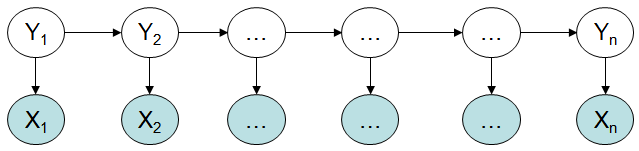 Y₁ Y₂ ... ... ... Yₙ
X₁ X₂ ... ... ... Xₙ